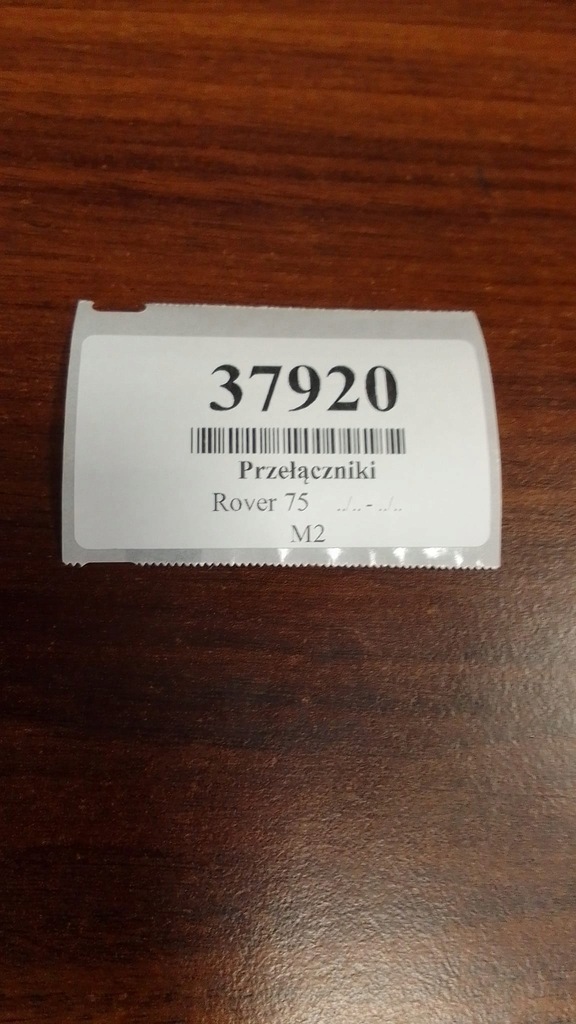 37920
Przełączniki
Rover 75 ../.. - ../..
M2